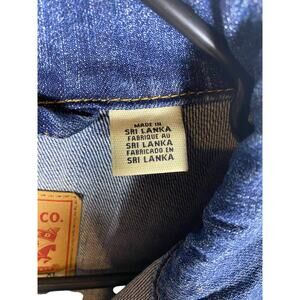 MADE IN
SRI LANKA
FABRIQUE AU
SRI LANKA
FABRICADO EN
SRI LANKA
CO.